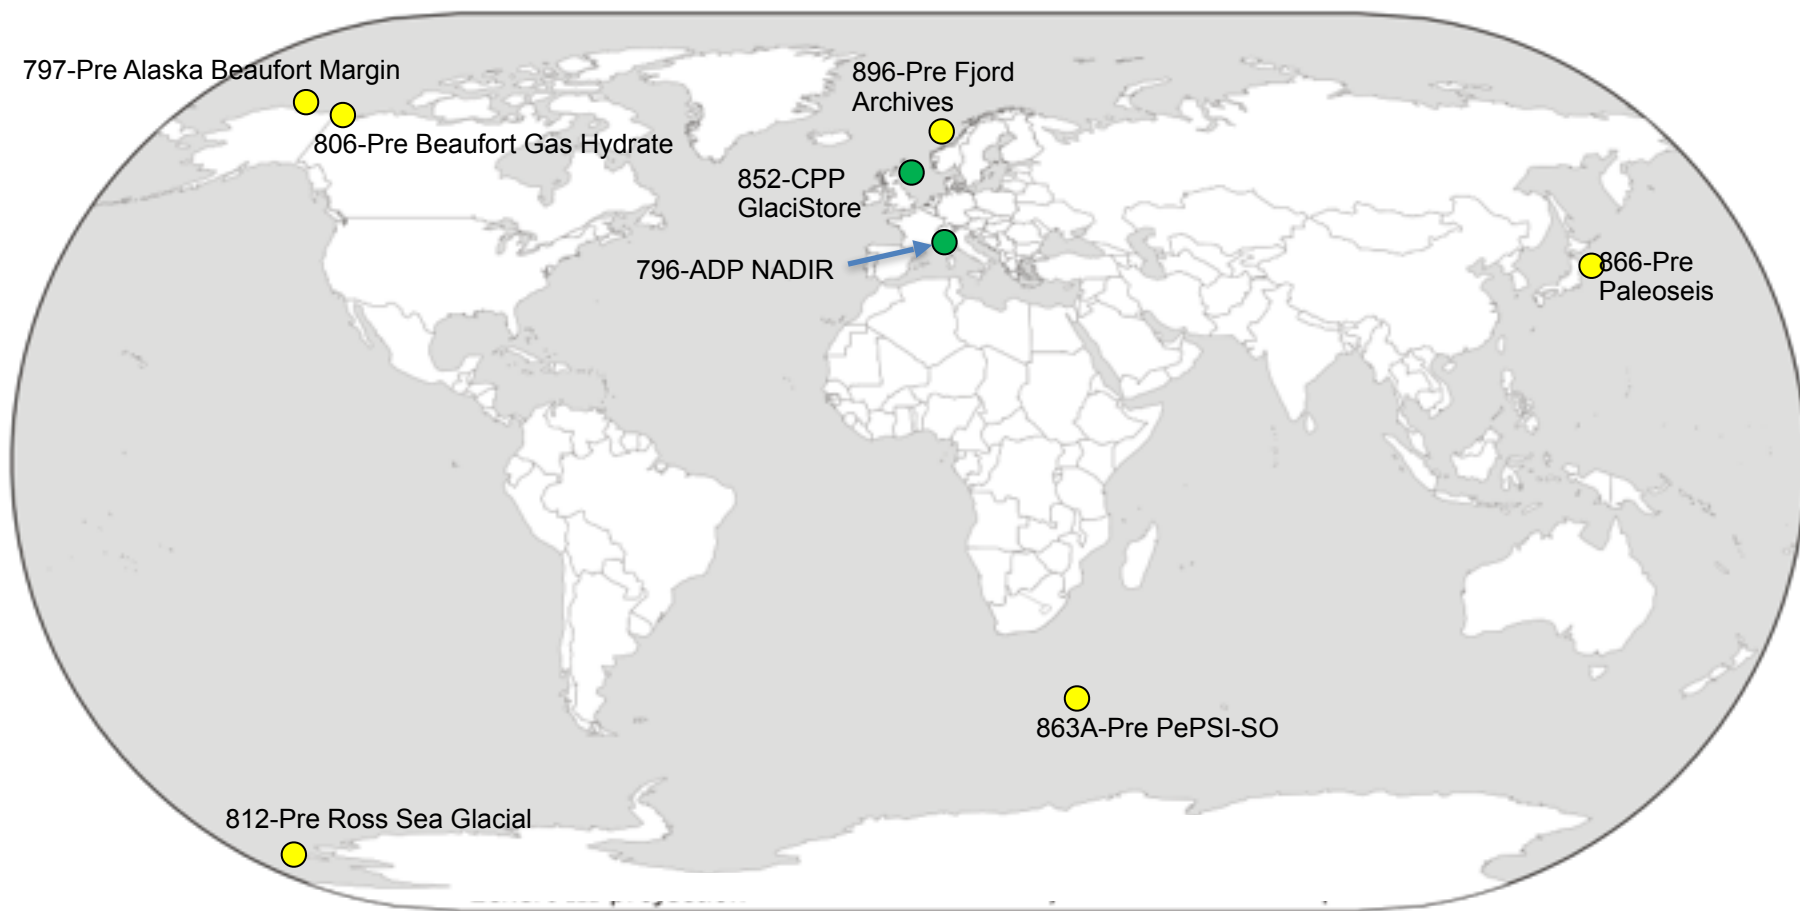 797-Pre Alaska Beaufort Margin
806-Pre Beaufort Gas Hydrate
896-Pre Fjord
Archives
852-CPP
GlaciStore
796-ADP NADIR
866-Pre
Paleoseis
863A-Pre PePSI-SO
812-Pre Ross Sea Glacial